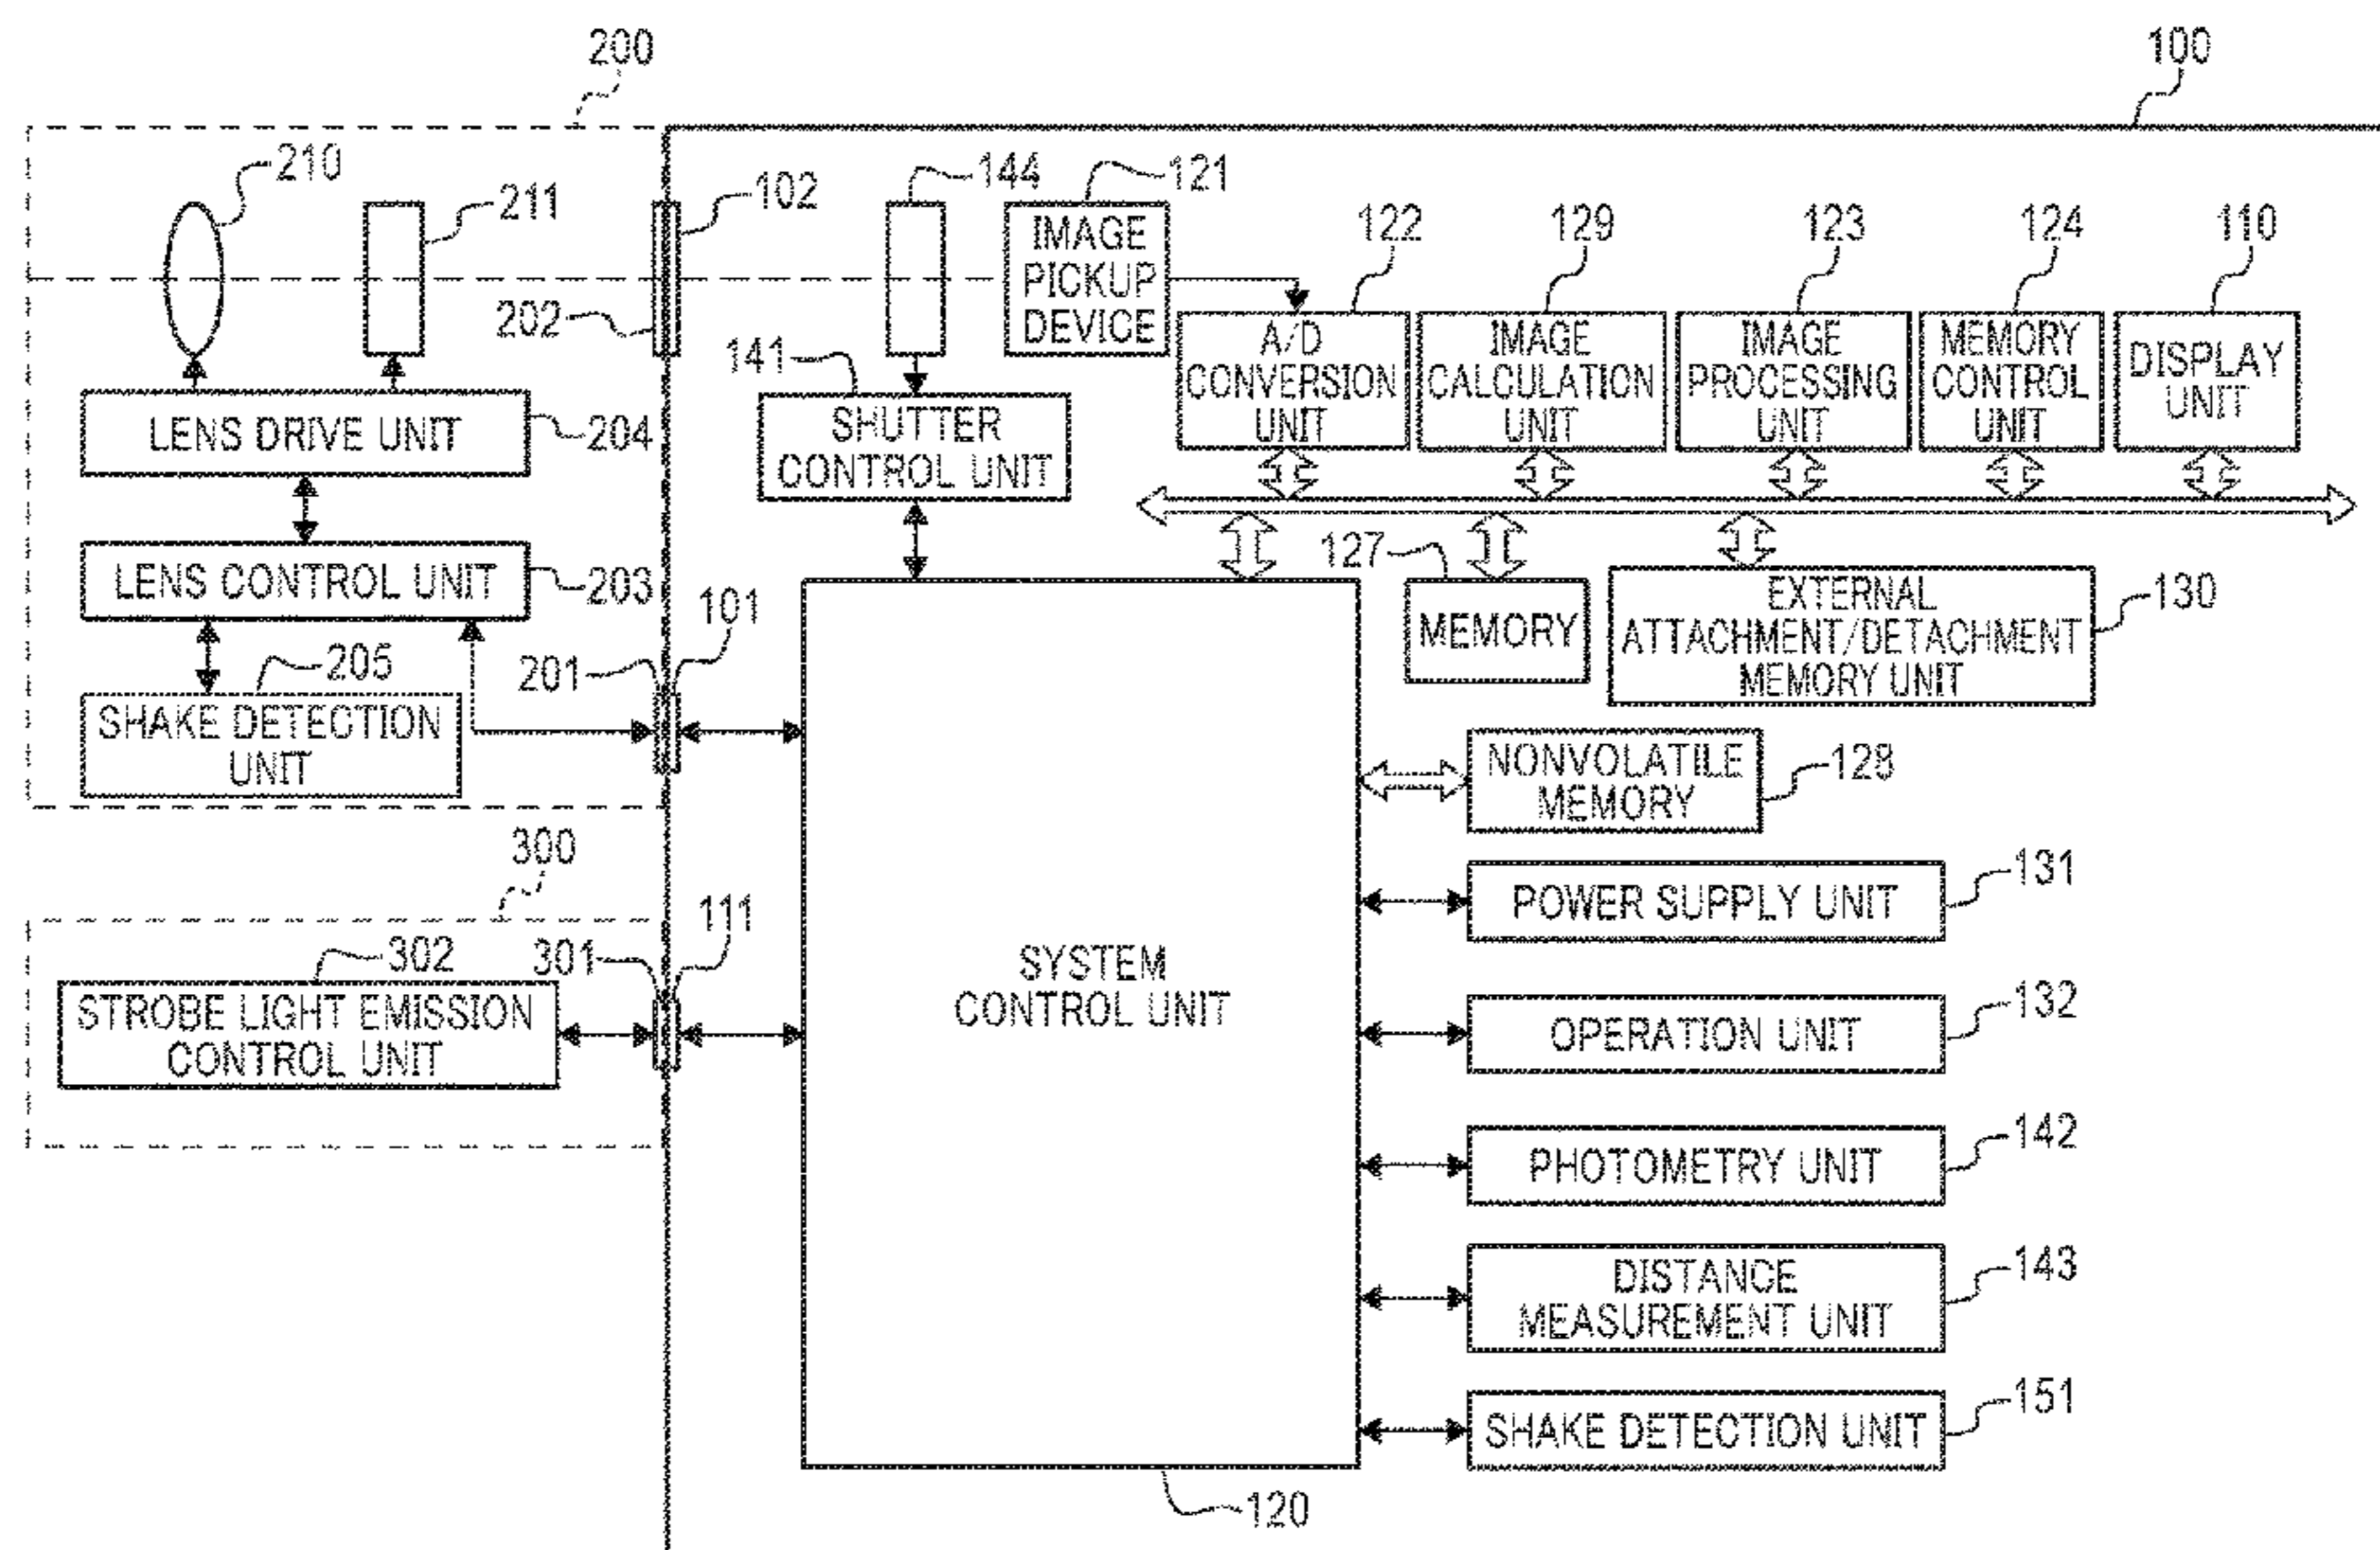 200
100
210
211
102
144
121
122
129
123
124
110
202
141
IMAGE
PICKUP
DEVICE
A/D
CONVERSION
UNIT
IMAGE
CALCULATION
UNIT
IMAGE
PROCESSING
UNIT
MEMORY
CONTROL
UNIT
DISPLAY
UNIT
LENS DRIVE UNIT
204
SHUTTER
CONTROL UNIT
LENS CONTROL UNIT
203
101
127
MEMORY
EXTERNAL
ATTACHMENT/DETACHMENT
MEMORY UNIT
130
205
201
SHAKE DETECTION
UNIT
NONVOLATILE
MEMORY
128
300
111
POWER SUPPLY UNIT
131
302
301
STROBE LIGHT EMISSION
CONTROL UNIT
SYSTEM
CONTROL UNIT
OPERATION UNIT
132
PHOTOMETRY UNIT
142
DISTANCE
MEASUREMENT UNIT
143
SHAKE DETECTION UNIT
151
120